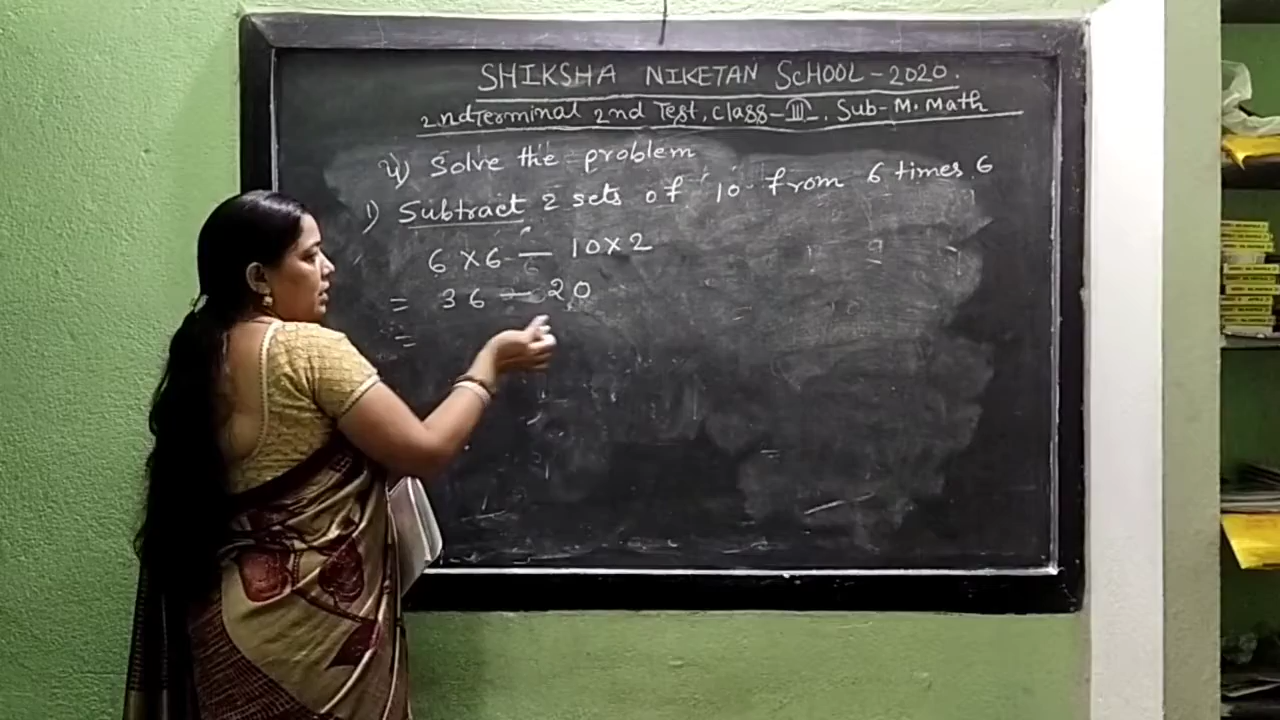 SHIKSHA NIKETAN SCHOOL-2020.
2nd Terminal 2nd Test, Class-III, Sub-M. Math
4) Solve the problem
1) Subtract 2 sets of 10 from 6 times 6
6 × 6 — 10 × 2
= 36 — 20
=